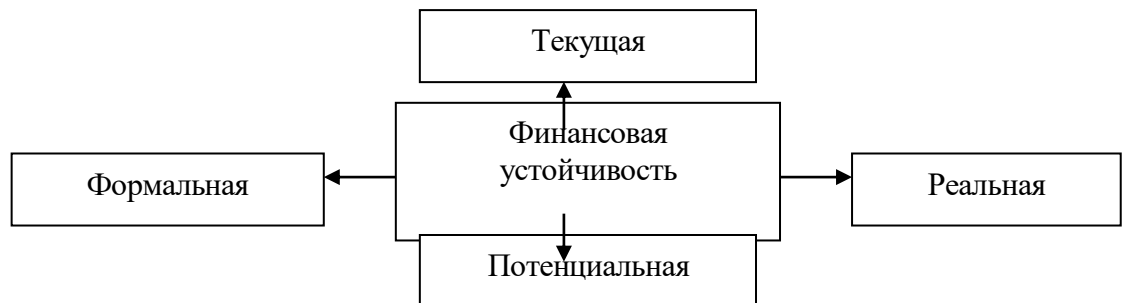 Текущая
Финансовая
устойчивость
Формальная
Реальная
Потенциальная